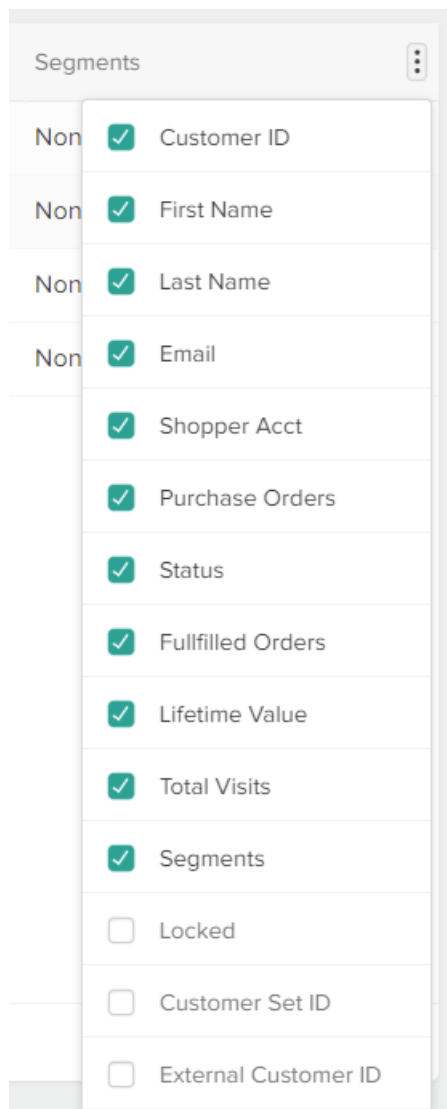 Segments
Non
Customer ID
Non
First Name
Non
Last Name
Non
Email
Shopper Acct
Purchase Orders
Status
Fullfilled Orders
Lifetime Value
Total Visits
Segments
Locked
Customer Set ID
External Customer ID